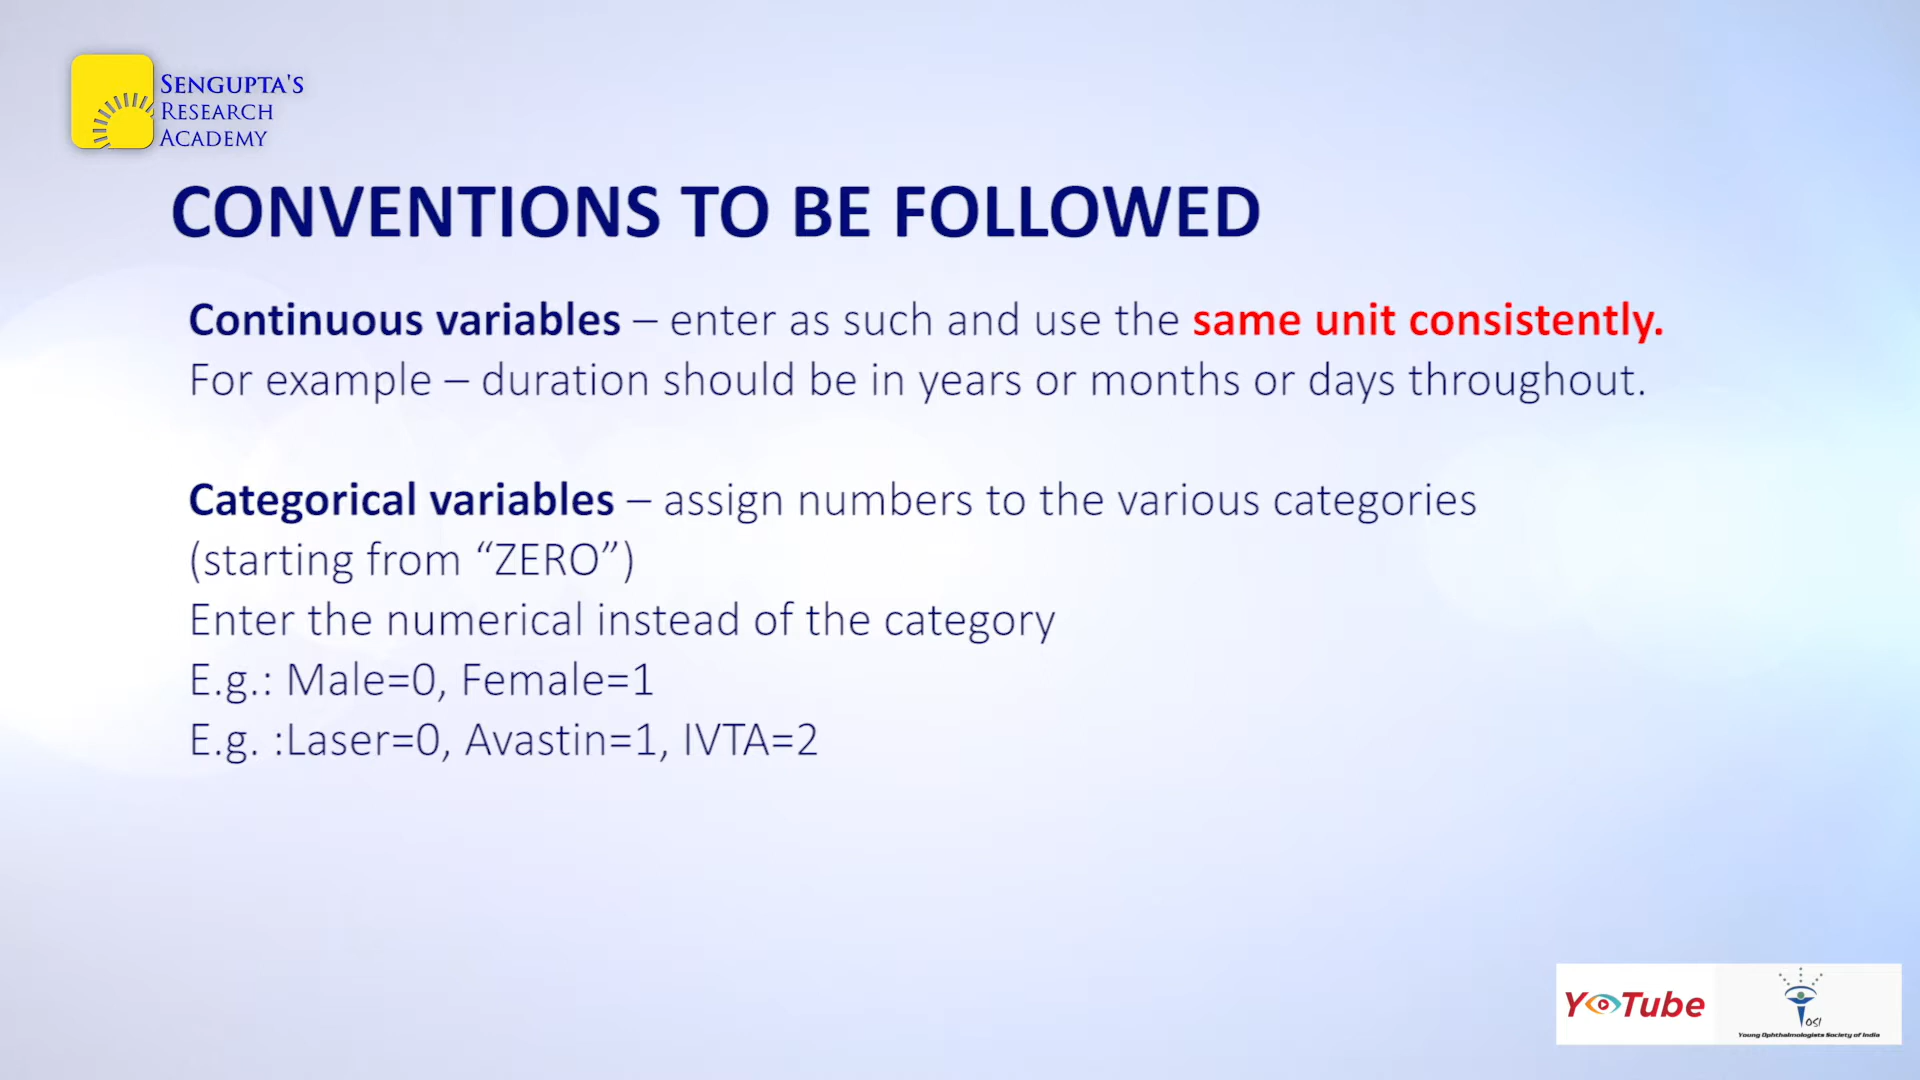 SENGUPTA'S
RESEARCH
ACADEMY
CONVENTIONS TO BE FOLLOWED
Continuous variables – enter as such and use the same unit consistently.
For example – duration should be in years or months or days throughout.
Categorical variables – assign numbers to the various categories
(starting from “ZERO”)
Enter the numerical instead of the category
E.g.: Male=0, Female=1
E.g. :Laser=0, Avastin=1, IVTA=2
YoTube
YOSI
Young Ophthalmologists Society of India